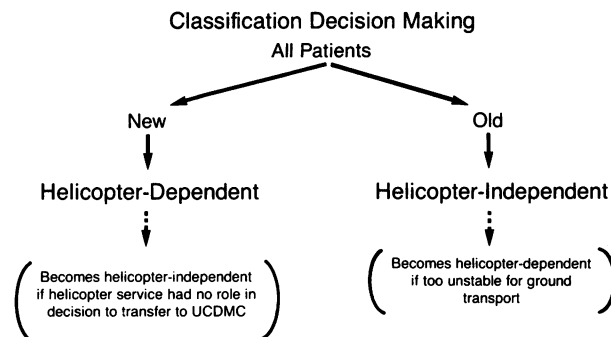 Classification Decision Making
All Patients
New
Old
Helicopter-Dependent
Helicopter-Independent
Becomes helicopter-independent
if helicopter service had no role in
decision to transfer to UCDMC
Becomes helicopter-dependent
if too unstable for ground
transport